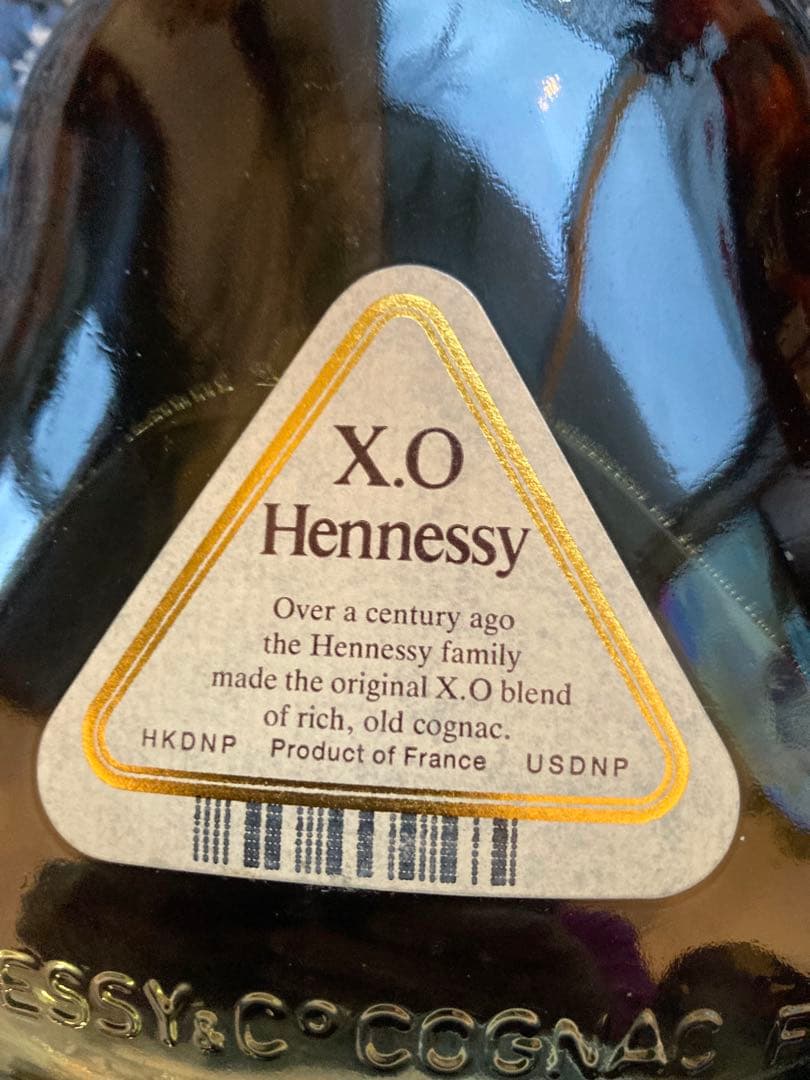 X.O
Hennessy
Over a century ago
the Hennessy family
made the original X.O blend
of rich, old cognac.
HKDNP Product of France USDNP
ESSY & Cº COGNAC F